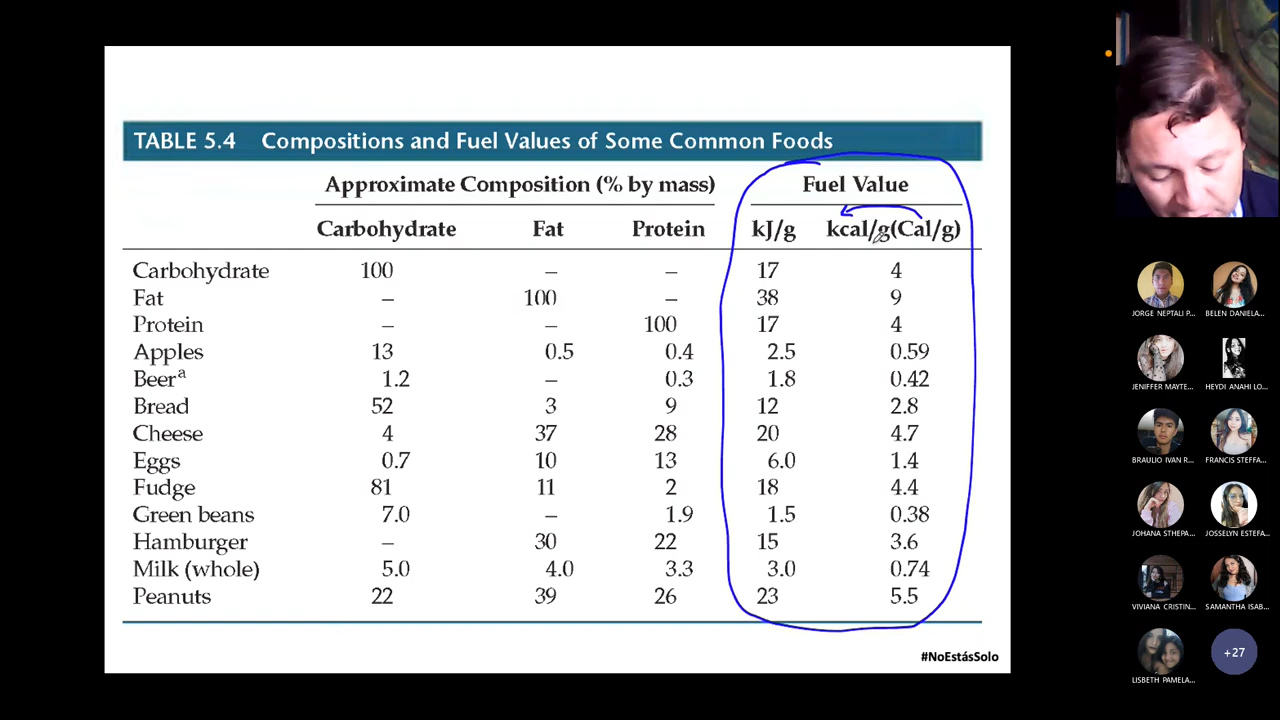 TABLE 5.4 Compositions and Fuel Values of Some Common Foods
Approximate Composition (% by mass) Fuel Value
Carbohydrate Fat Protein kJ/g kcal/g(Cal/g)
Carbohydrate 100 – – 17 4
Fat – 100 – 38 9
Protein – – 100 17 4
Apples 13 0.5 0.4 2.5 0.59
Beerª 1.2 – 0.3 1.8 0.42
Bread 52 3 9 12 2.8
Cheese 4 37 28 20 4.7
Eggs 0.7 10 13 6.0 1.4
Fudge 81 11 2 18 4.4
Green beans 7.0 – 1.9 1.5 0.38
Hamburger – 30 22 15 3.6
Milk (whole) 5.0 4.0 3.3 3.0 0.74
Peanuts 22 39 26 23 5.5
#NoEstásSolo
JORGE NEPTALI P... BELEN DANIELA...
JENIFFER MAYTE... HEYDI ANAHI LO...
BRAULIO IVAN R... FRANCIS STEFFA...
JOHANA STHEPA... JOSSELYN ESTEFA...
VIVIANA CRISTIN... SAMANTHA ISAB...
LISBETH PAMELA... +27